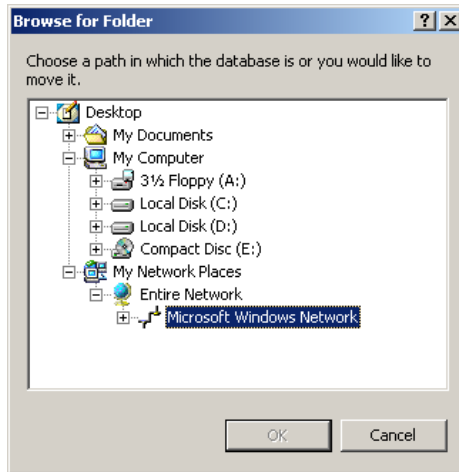 Browse for Folder
Choose a path in which the database is or you would like to
move it.
Desktop
My Documents
My Computer
3½ Floppy (A:)
Local Disk (C:)
Local Disk (D:)
Compact Disc (E:)
My Network Places
Entire Network
Microsoft Windows Network
OK Cancel